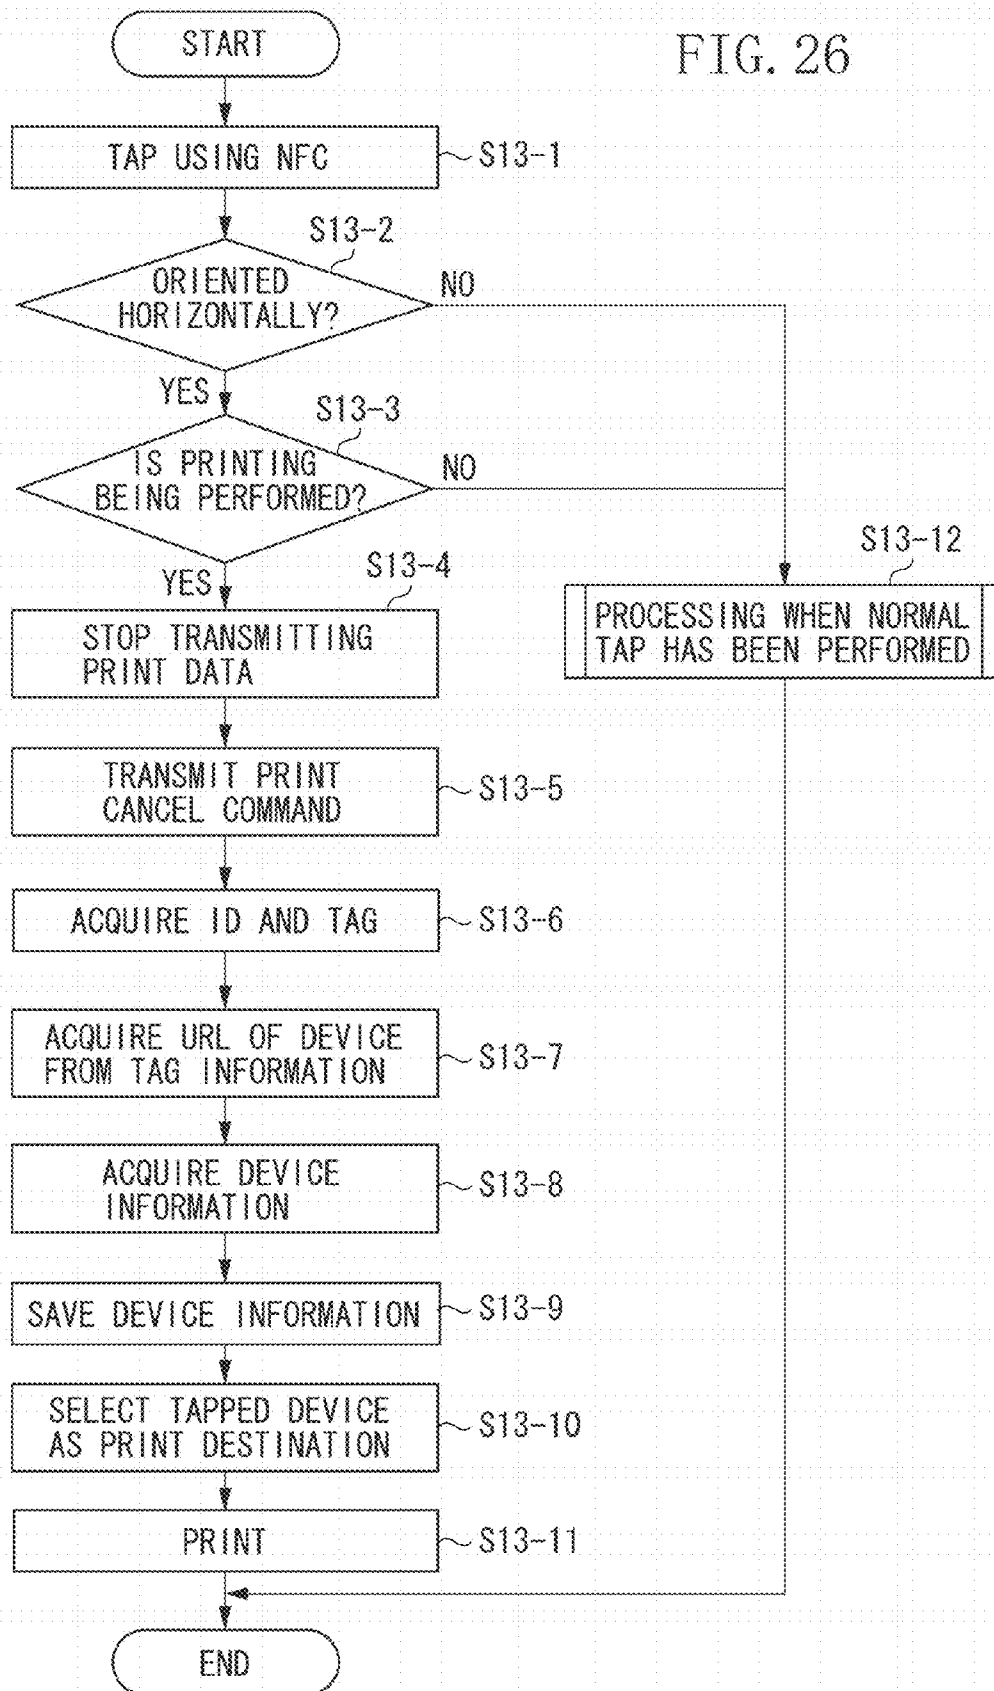 FIG. 26
START
TAP USING NFC
S13-1
S13-2
ORIENTED
HORIZONTALLY?
NO
YES
S13-3
IS PRINTING
BEING PERFORMED?
NO
YES
S13-4
STOP TRANSMITTING
PRINT DATA
S13-12
PROCESSING WHEN NORMAL
TAP HAS BEEN PERFORMED
TRANSMIT PRINT
CANCEL COMMAND
S13-5
ACQUIRE ID AND TAG
S13-6
ACQUIRE URL OF DEVICE
FROM TAG INFORMATION
S13-7
ACQUIRE DEVICE
INFORMATION
S13-8
SAVE DEVICE INFORMATION
S13-9
SELECT TAPPED DEVICE
AS PRINT DESTINATION
S13-10
PRINT
S13-11
END